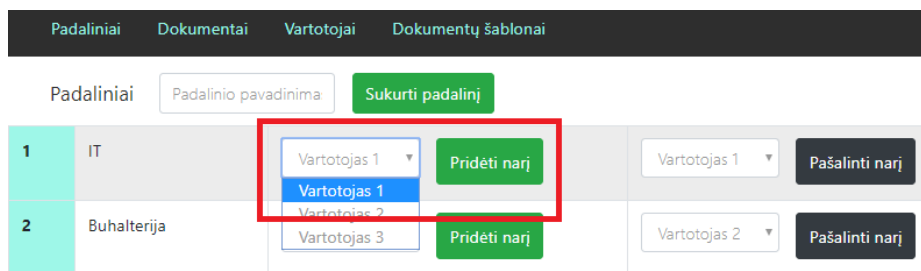 Padaliniai Dokumentai Vartotojai Dokumentų šablonai
Padaliniai Padalinio pavadinima Sukurti padalinį
1 IT Vartotojas 1 Pridėti narį Vartotojas 1 Pašalinti narį
Vartotojas 1
Vartotojas 2
2 Buhalterija Vartotojas 3 Pridėti narį Vartotojas 2 Pašalinti narį